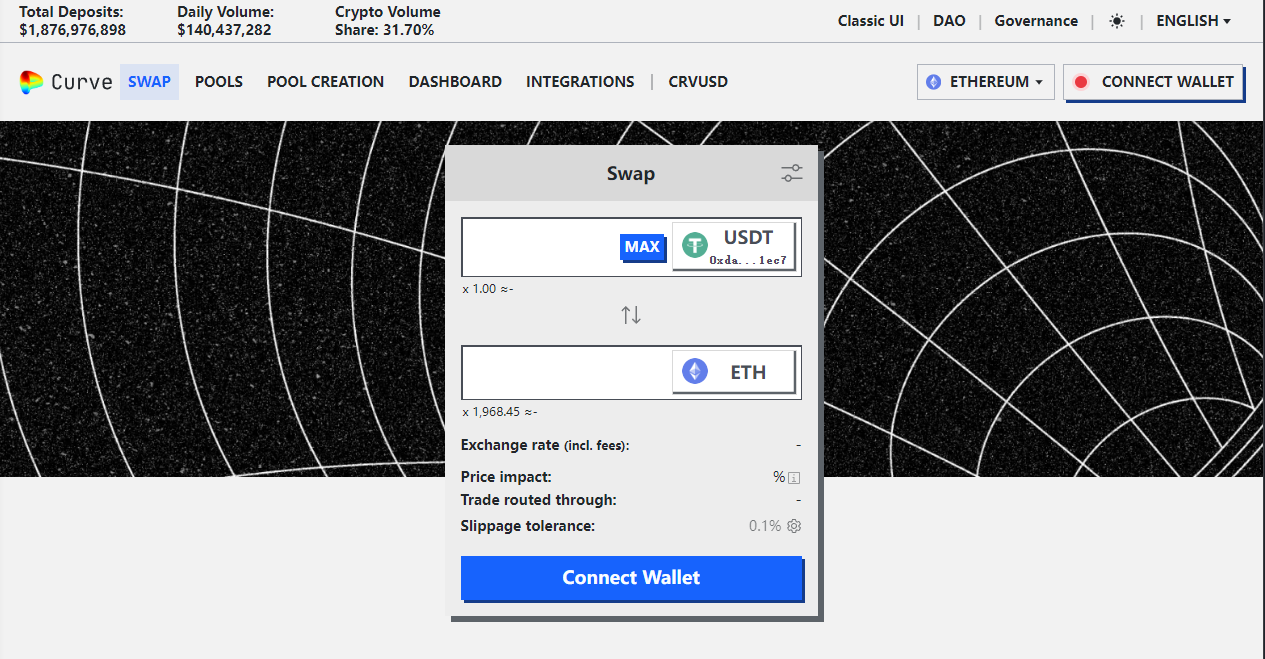 Total Deposits: Daily Volume: Crypto Volume
$1,876,976,898 $140,437,282 Share: 31.70%
Classic UI | DAO | Governance | | ENGLISH
Curve SWAP POOLS POOL CREATION DASHBOARD INTEGRATIONS | CRVUSD ETHEREUM CONNECT WALLET
Swap
MAX USDT
0xda...1ec7
x 1.00 ≈-
ETH
x 1,968.45 ≈-
Exchange rate (incl. fees): -
Price impact: %
Trade routed through: -
Slippage tolerance: 0.1%
Connect Wallet